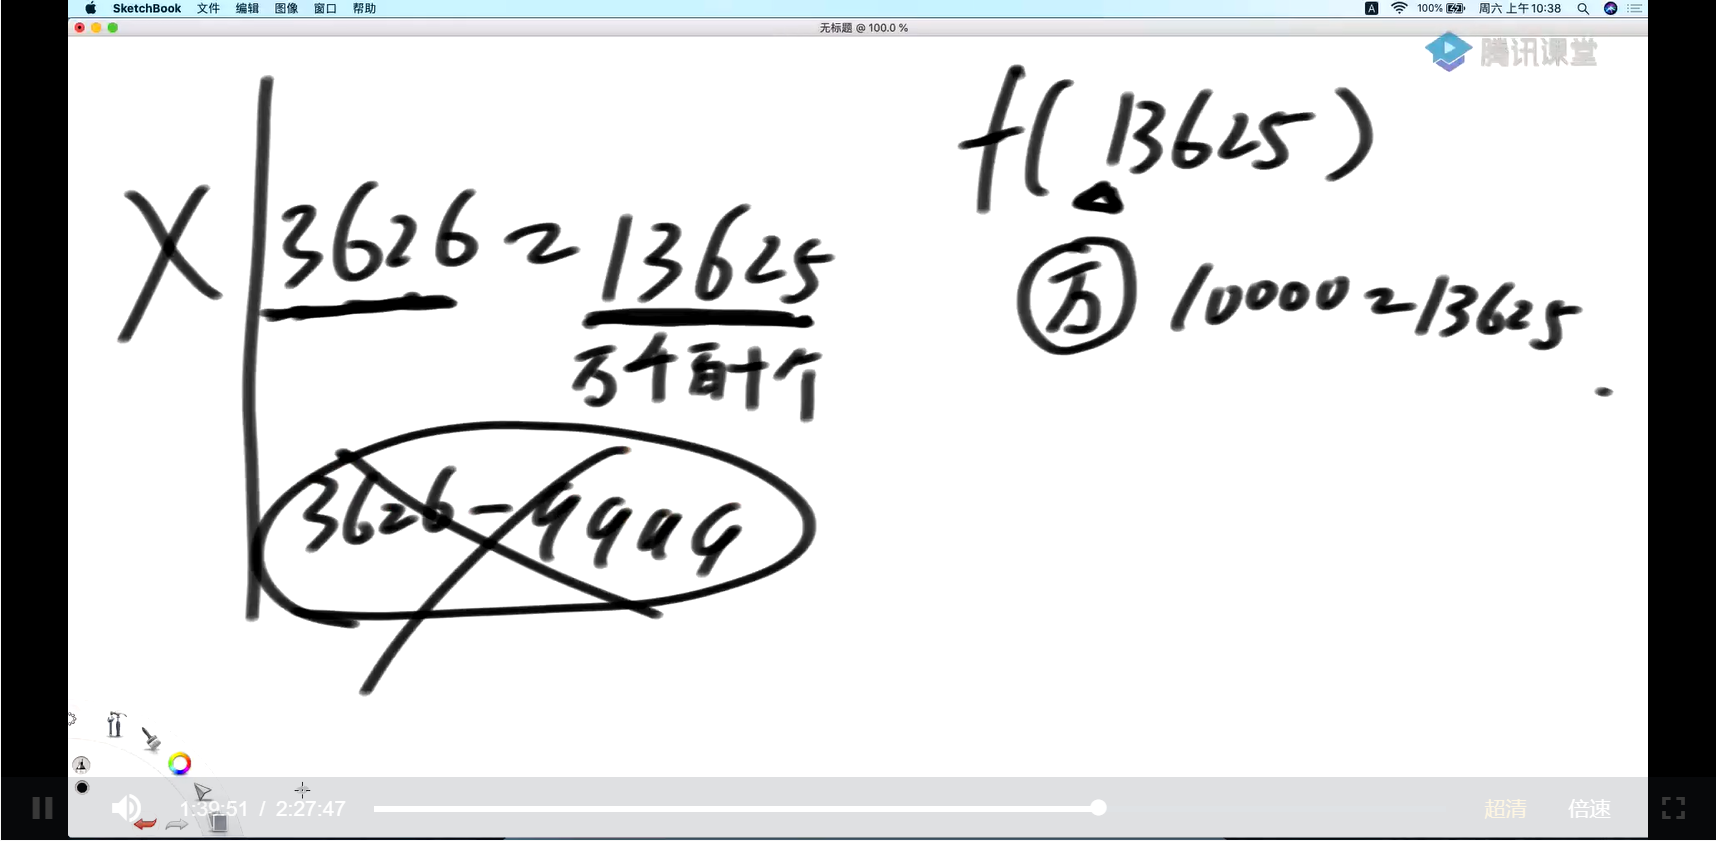 SketchBook 文件 编辑 图像 窗口 帮助 A 100% 周六 上午10:38
无标题 @ 100.0 %
腾讯课堂
f( 13625 )
X 3626 ~ 13625
万千百十个
万 10000 ~ 13625
3626 - 9999
1:39:51 / 2:27:47 超清 倍速